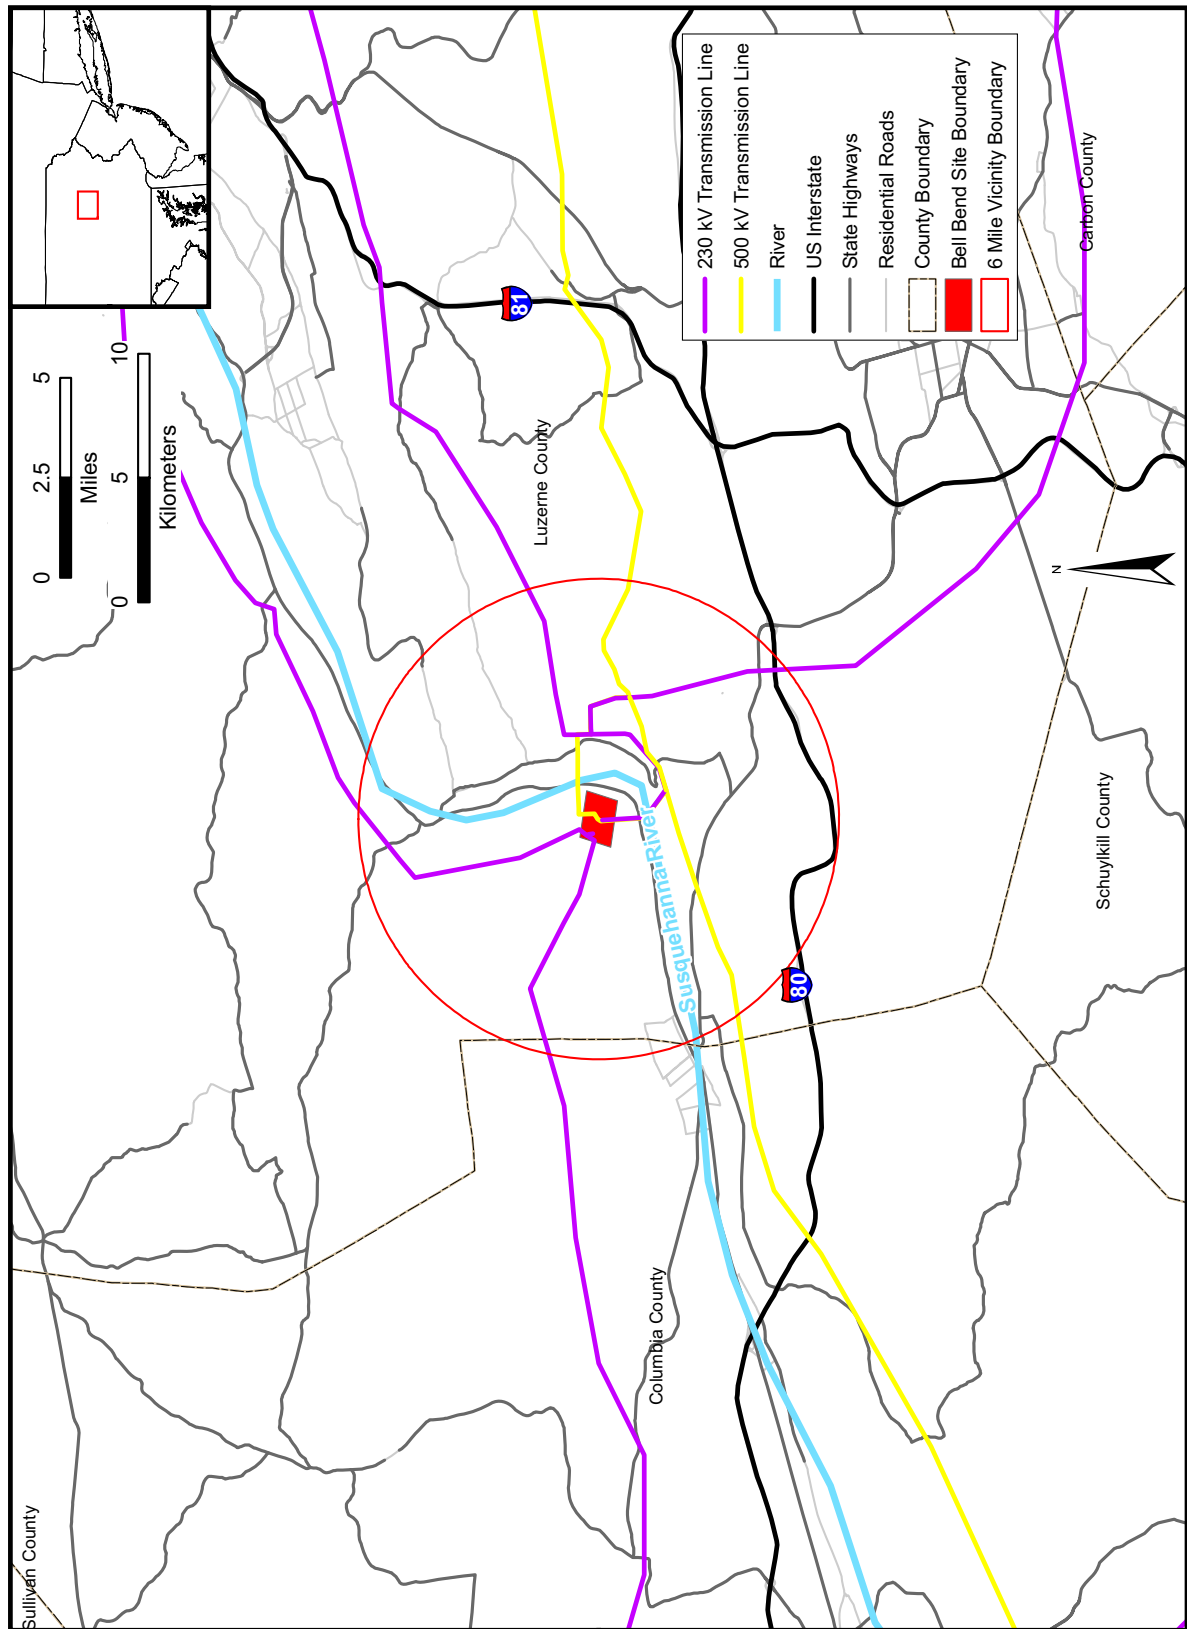 Sullivan County
Columbia County
Susquehanna River
Luzerne County
Schuylkill County
Carbon County
80
81
0 2.5 5
Miles
0 5 10
Kilometers
N
230 kV Transmission Line
500 kV Transmission Line
River
US Interstate
State Highways
Residential Roads
County Boundary
Bell Bend Site Boundary
6 Mile Vicinity Boundary